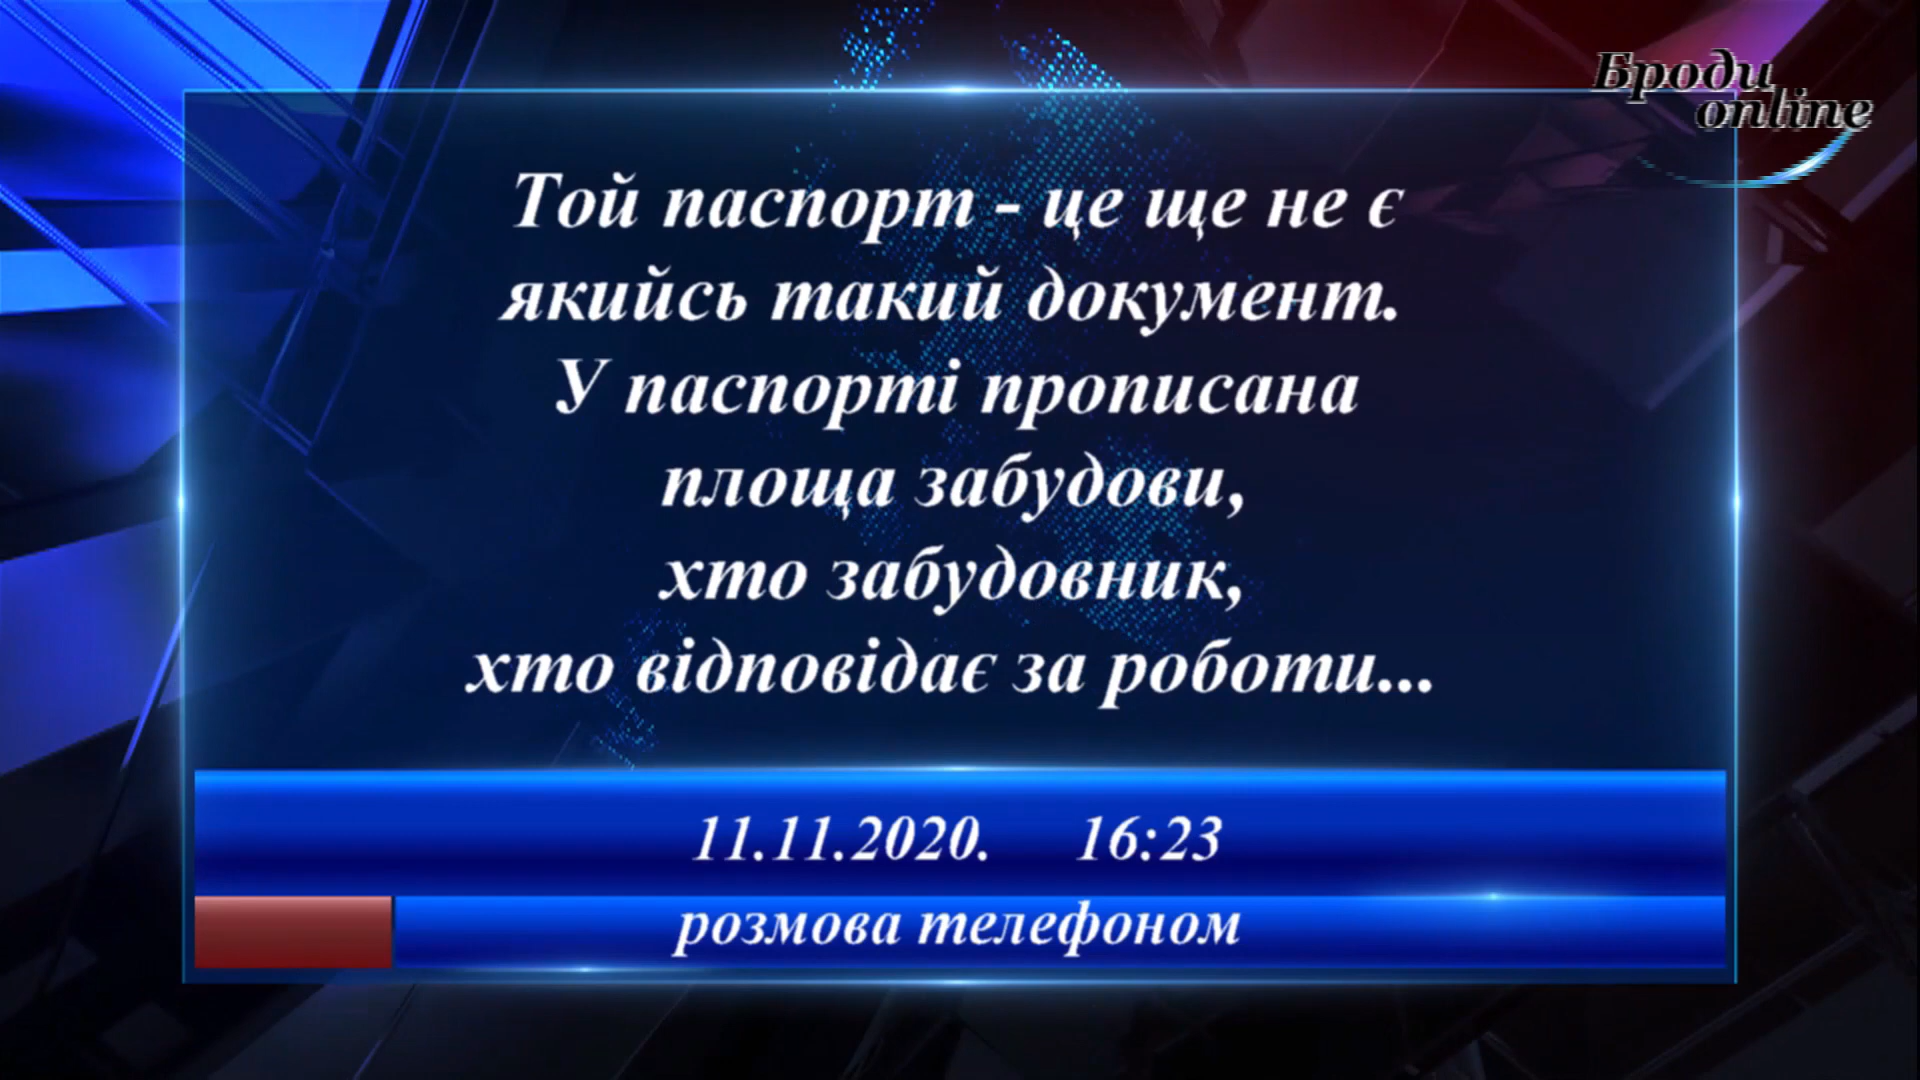 Броди
online
Той паспорт - це ще не є
якийсь такий документ.
У паспорті прописана
площа забудови,
хто забудовник,
хто відповідає за роботи...
11.11.2020. 16:23
розмова телефоном